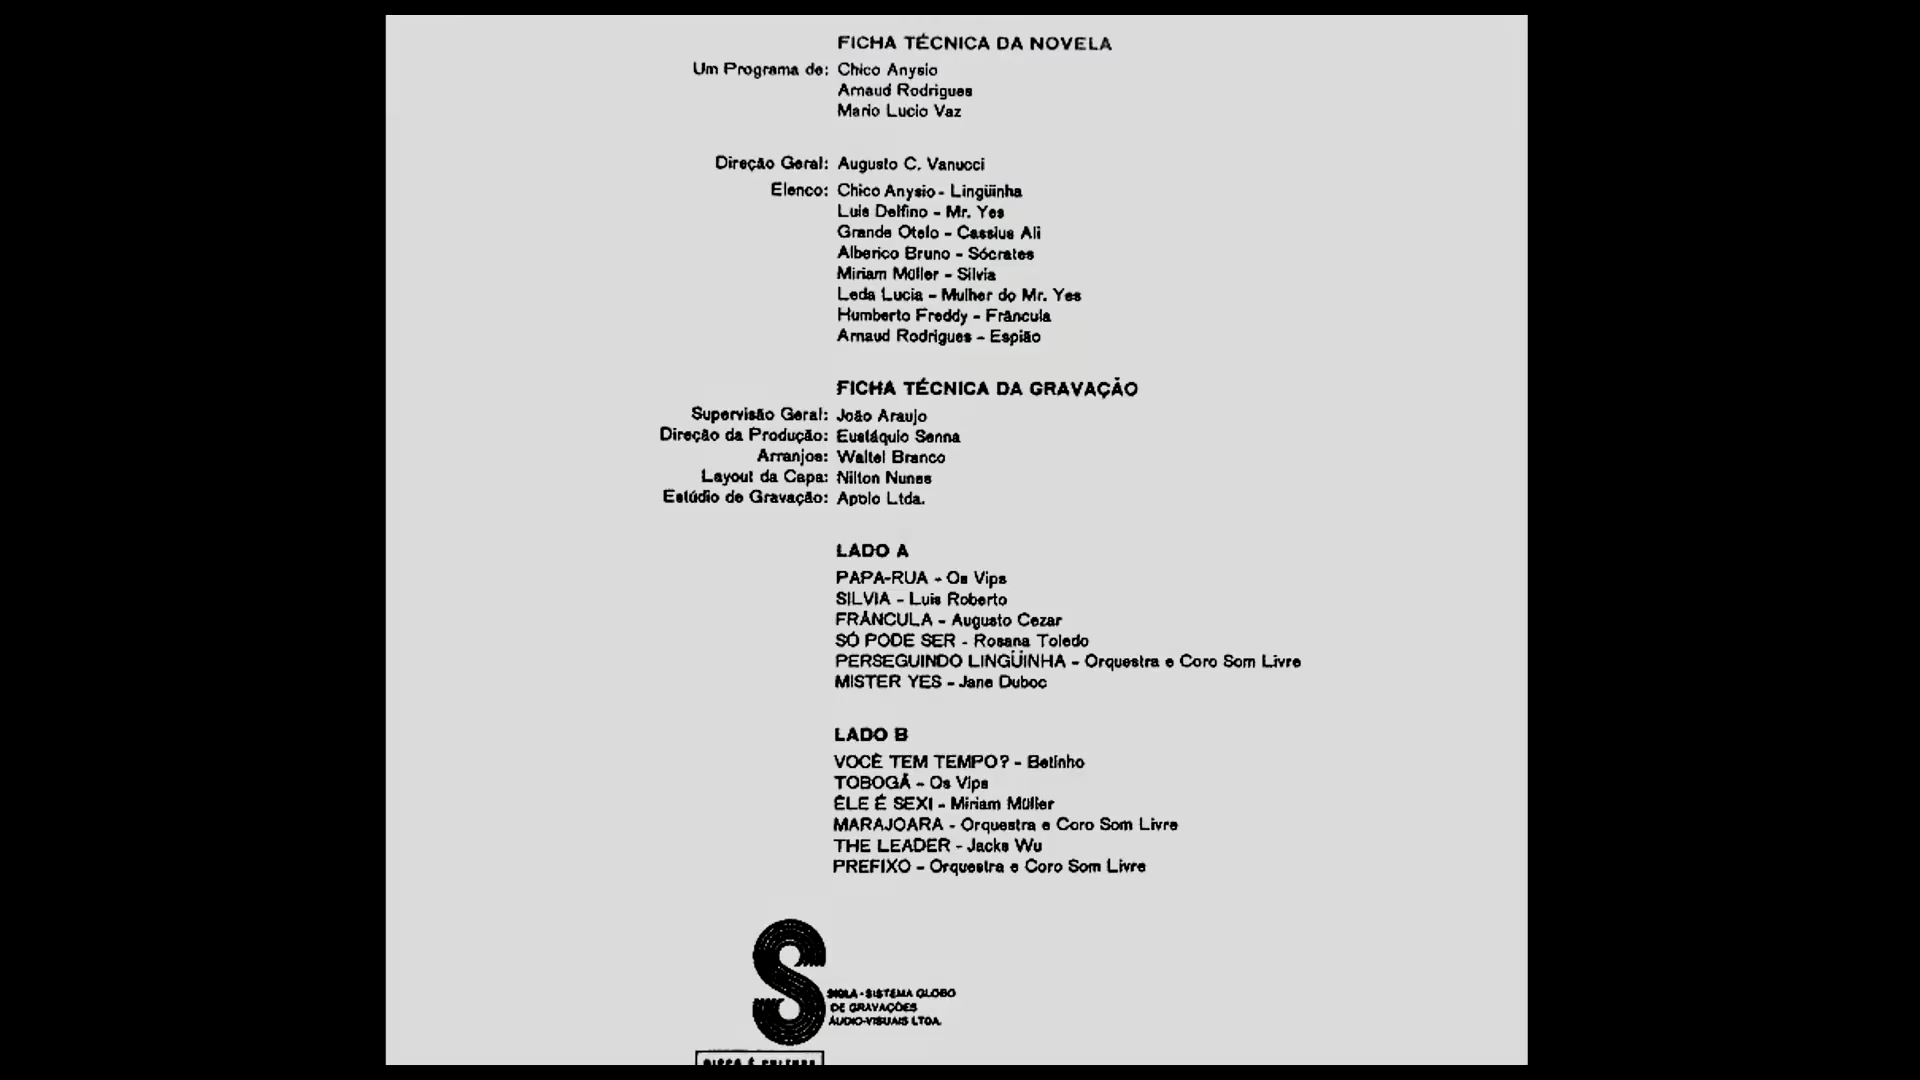 FICHA TÉCNICA DA NOVELA
Um Programa de: Chico Anysio
Arnaud Rodrigues
Mario Lucio Vaz
Direção Geral: Augusto C. Vanucci
Elenco: Chico Anysio - Lingüinha
Luis Delfino - Mr. Yes
Grande Otelo - Cassius Ali
Alberico Bruno - Sócrates
Miriam Müller - Silvia
Leda Lucia - Mulher do Mr. Yes
Humberto Freddy - Frâncula
Arnaud Rodrigues - Espião
FICHA TÉCNICA DA GRAVAÇÃO
Supervisão Geral: João Araujo
Direção da Produção: Eustáquio Senna
Arranjos: Waltel Branco
Layout da Capa: Nilton Nunes
Estúdio de Gravação: Apolo Ltda.
LADO A
PAPA-RUA - Os Vips
SILVIA - Luis Roberto
FRÂNCULA - Augusto Cezar
SÓ PODE SER - Rosana Toledo
PERSEGUINDO LINGÜINHA - Orquestra e Coro Som Livre
MISTER YES - Jane Duboc
LADO B
VOCÊ TEM TEMPO? - Betinho
TOBOGÃ - Os Vips
ÊLE É SEXI - Miriam Müller
MARAJOARA - Orquestra e Coro Som Livre
THE LEADER - Jacks Wu
PREFIXO - Orquestra e Coro Som Livre
SIGLA - SISTEMA GLOBO
DE GRAVAÇÕES
ÁUDIO-VISUAIS LTDA.
DISCO É CULTURA